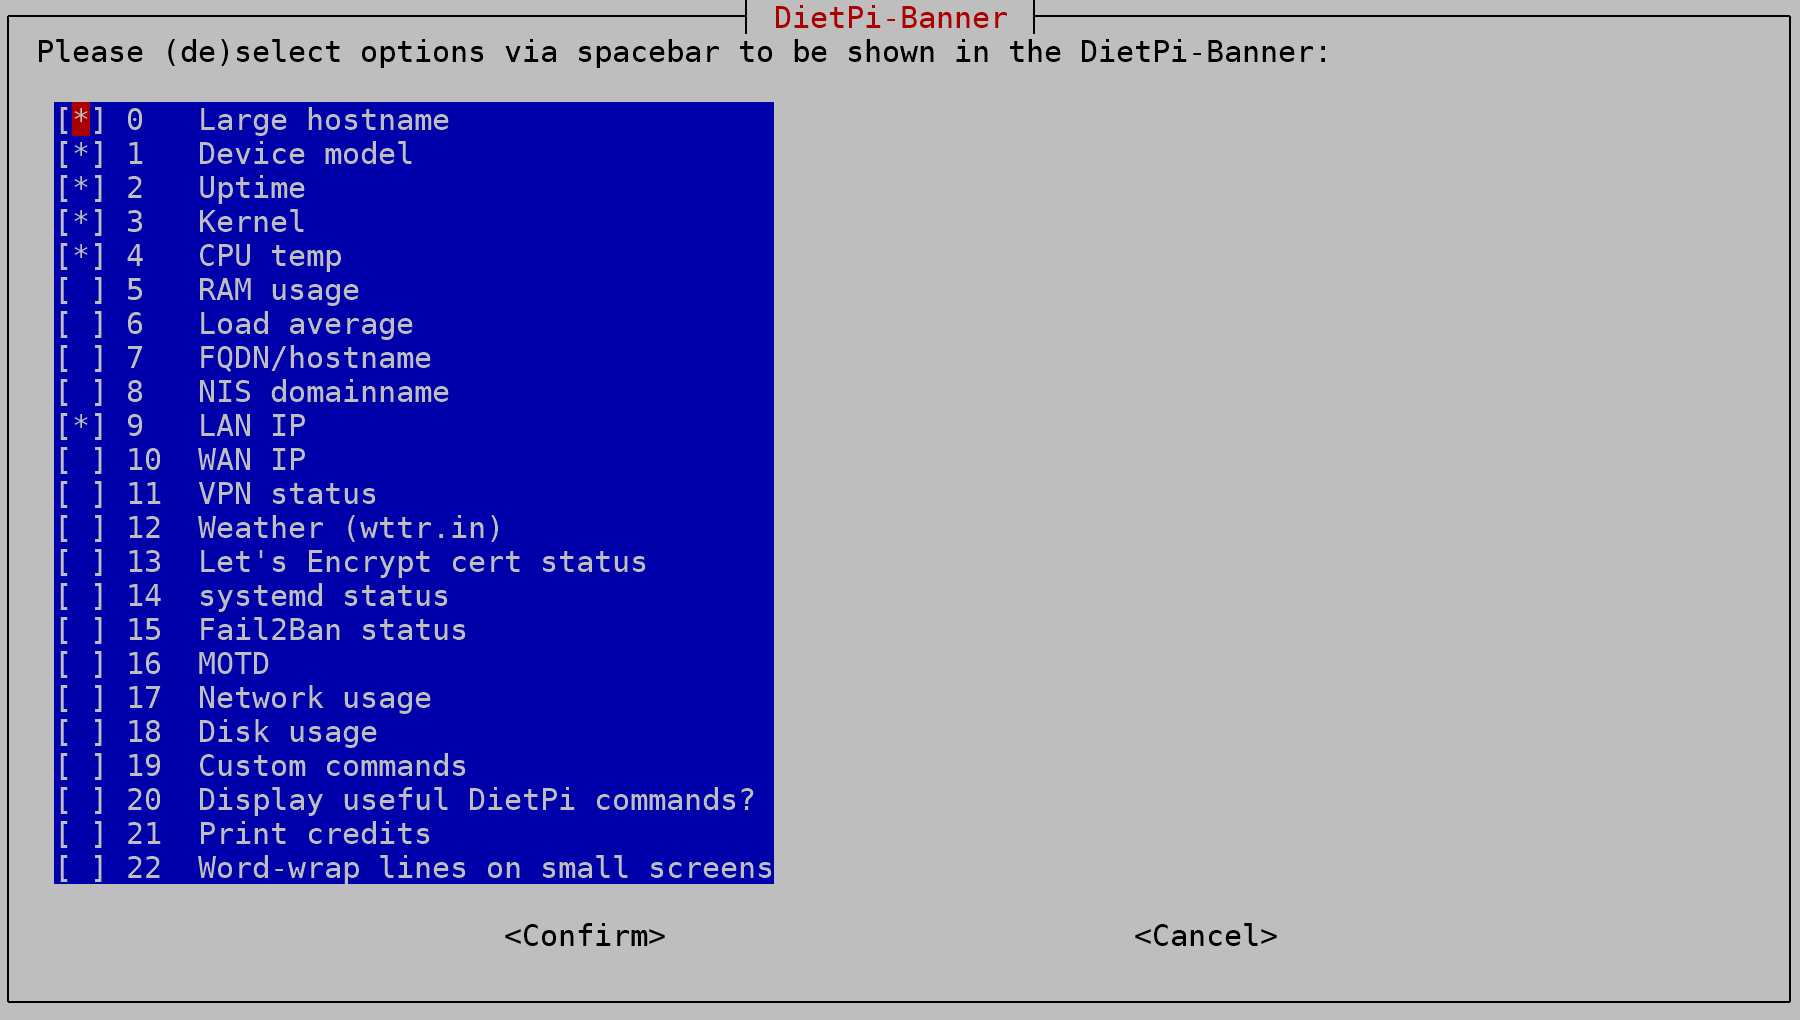 DietPi-Banner
Please (de)select options via spacebar to be shown in the DietPi-Banner:
[*] 0   Large hostname
[*] 1   Device model
[*] 2   Uptime
[*] 3   Kernel
[*] 4   CPU temp
[ ] 5   RAM usage
[ ] 6   Load average
[ ] 7   FQDN/hostname
[ ] 8   NIS domainname
[*] 9   LAN IP
[ ] 10  WAN IP
[ ] 11  VPN status
[ ] 12  Weather (wttr.in)
[ ] 13  Let's Encrypt cert status
[ ] 14  systemd status
[ ] 15  Fail2Ban status
[ ] 16  MOTD
[ ] 17  Network usage
[ ] 18  Disk usage
[ ] 19  Custom commands
[ ] 20  Display useful DietPi commands?
[ ] 21  Print credits
[ ] 22  Word-wrap lines on small screens
<Confirm> <Cancel>